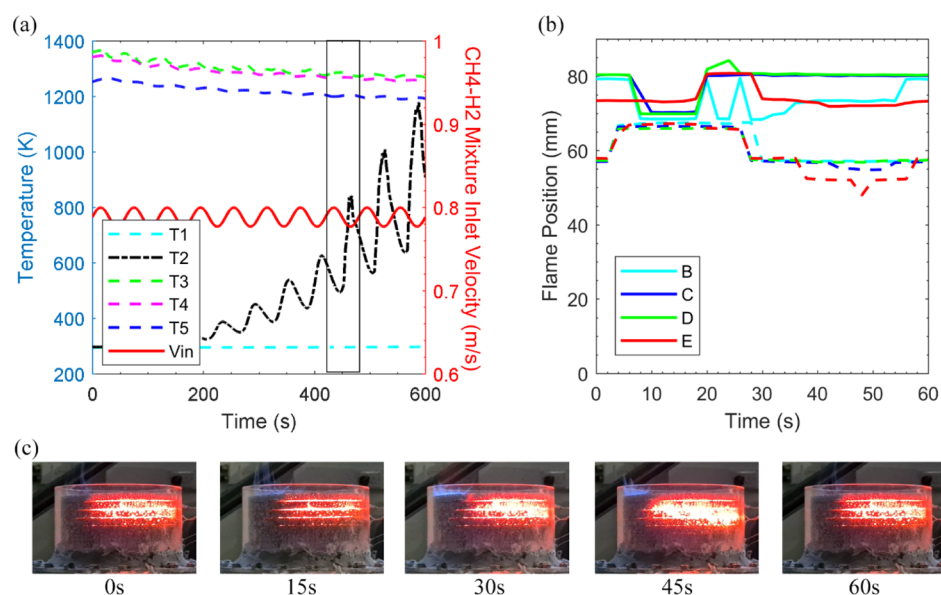 (a)
1400
1200
1000
800
600
400
200
Temperature (K)
0
200
400
600
Time (s)
1
0.9
0.8
0.7
0.6
CH4-H2 Mixture Inlet Velocity (m/s)
T1
T2
T3
T4
T5
Vin
(b)
80
60
40
20
0
Flame Position (mm)
0
10
20
30
40
50
60
Time (s)
B
C
D
E
(c)
0s
15s
30s
45s
60s